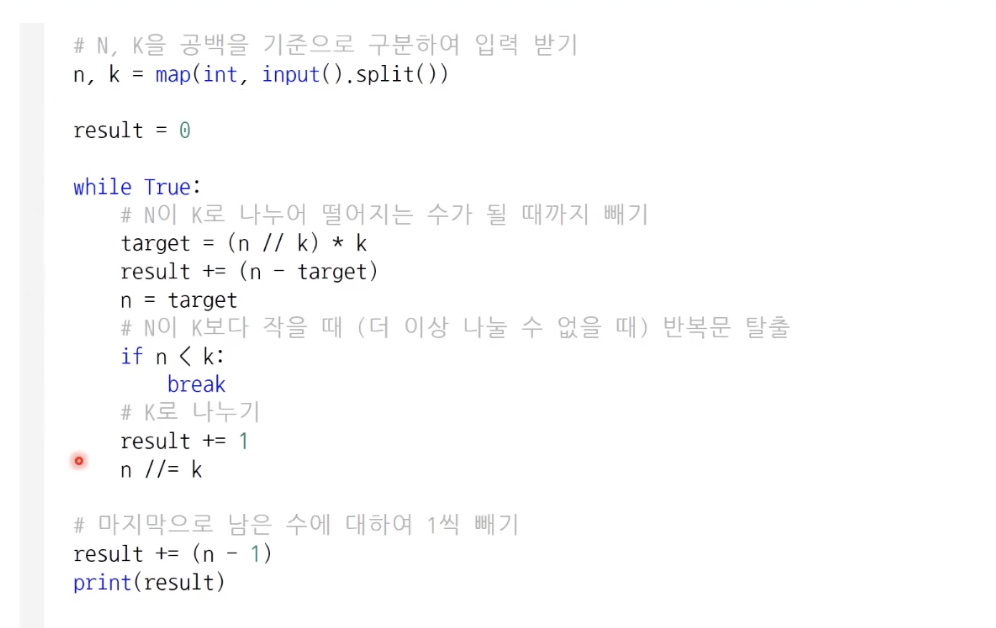 # N, K을 공백을 기준으로 구분하여 입력 받기
n, k = map(int, input().split())
result = 0
while True:
# N이 K로 나누어 떨어지는 수가 될 때까지 빼기
target = (n // k) * k
result += (n - target)
n = target
# N이 K보다 작을 때 (더 이상 나눌 수 없을 때) 반복문 탈출
if n < k:
break
# K로 나누기
result += 1
n //= k
# 마지막으로 남은 수에 대하여 1씩 빼기
result += (n - 1)
print(result)